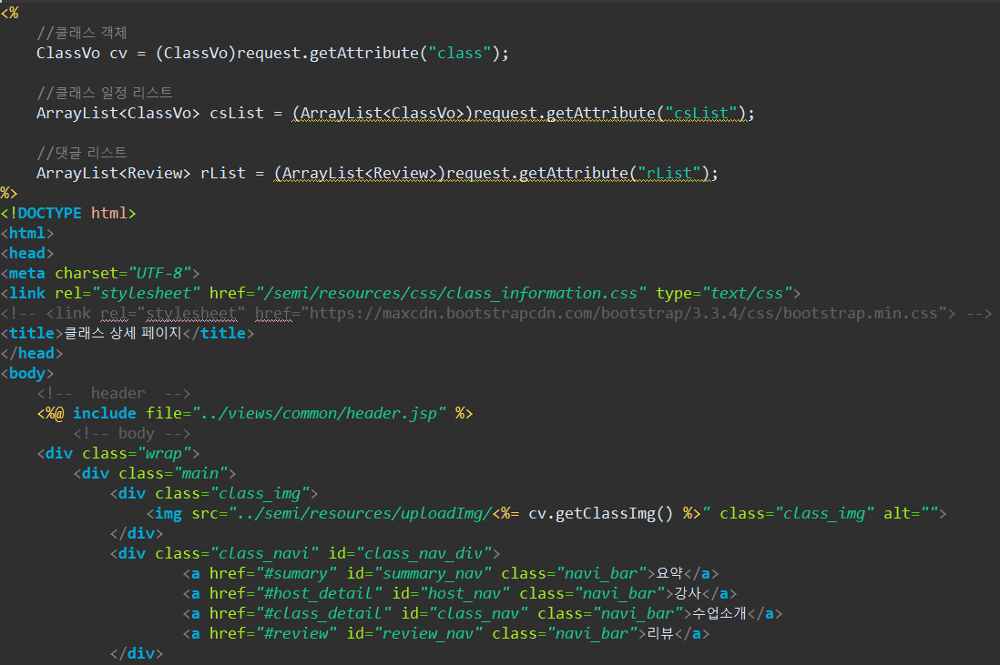 <%
//클래스 객체
ClassVo cv = (ClassVo)request.getAttribute("class");
//클래스 일정 리스트
ArrayList<ClassVo> csList = (ArrayList<ClassVo>)request.getAttribute("csList");
//댓글 리스트
ArrayList<Review> rList = (ArrayList<Review>)request.getAttribute("rList");
%>
<!DOCTYPE html>
<html>
<head>
<meta charset="UTF-8">
<link rel="stylesheet" href="/semi/resources/css/class_information.css" type="text/css">
<!-- <link rel="stylesheet" href="https://maxcdn.bootstrapcdn.com/bootstrap/3.3.4/css/bootstrap.min.css"> -->
<title>클래스 상세 페이지</title>
</head>
<body>
<!--  header  -->
<%@ include file="../views/common/header.jsp" %>
<!-- body -->
<div class="wrap">
<div class="main">
<div class="class_img">
<img src="../semi/resources/uploadImg/<%= cv.getClassImg() %>" class="class_img" alt="">
</div>
<div class="class_navi" id="class_nav_div">
<a href="#sumary" id="summary_nav" class="navi_bar">요약</a>
<a href="#host_detail" id="host_nav" class="navi_bar">강사</a>
<a href="#class_detail" id="class_nav" class="navi_bar">수업소개</a>
<a href="#review" id="review_nav" class="navi_bar">리뷰</a>
</div>